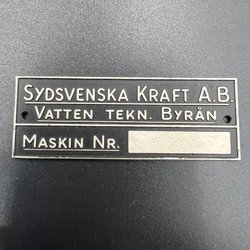 SYDSVENSKA KRAFT A.B.
VATTEN TEKN. BYRÅN
MASKIN NR.